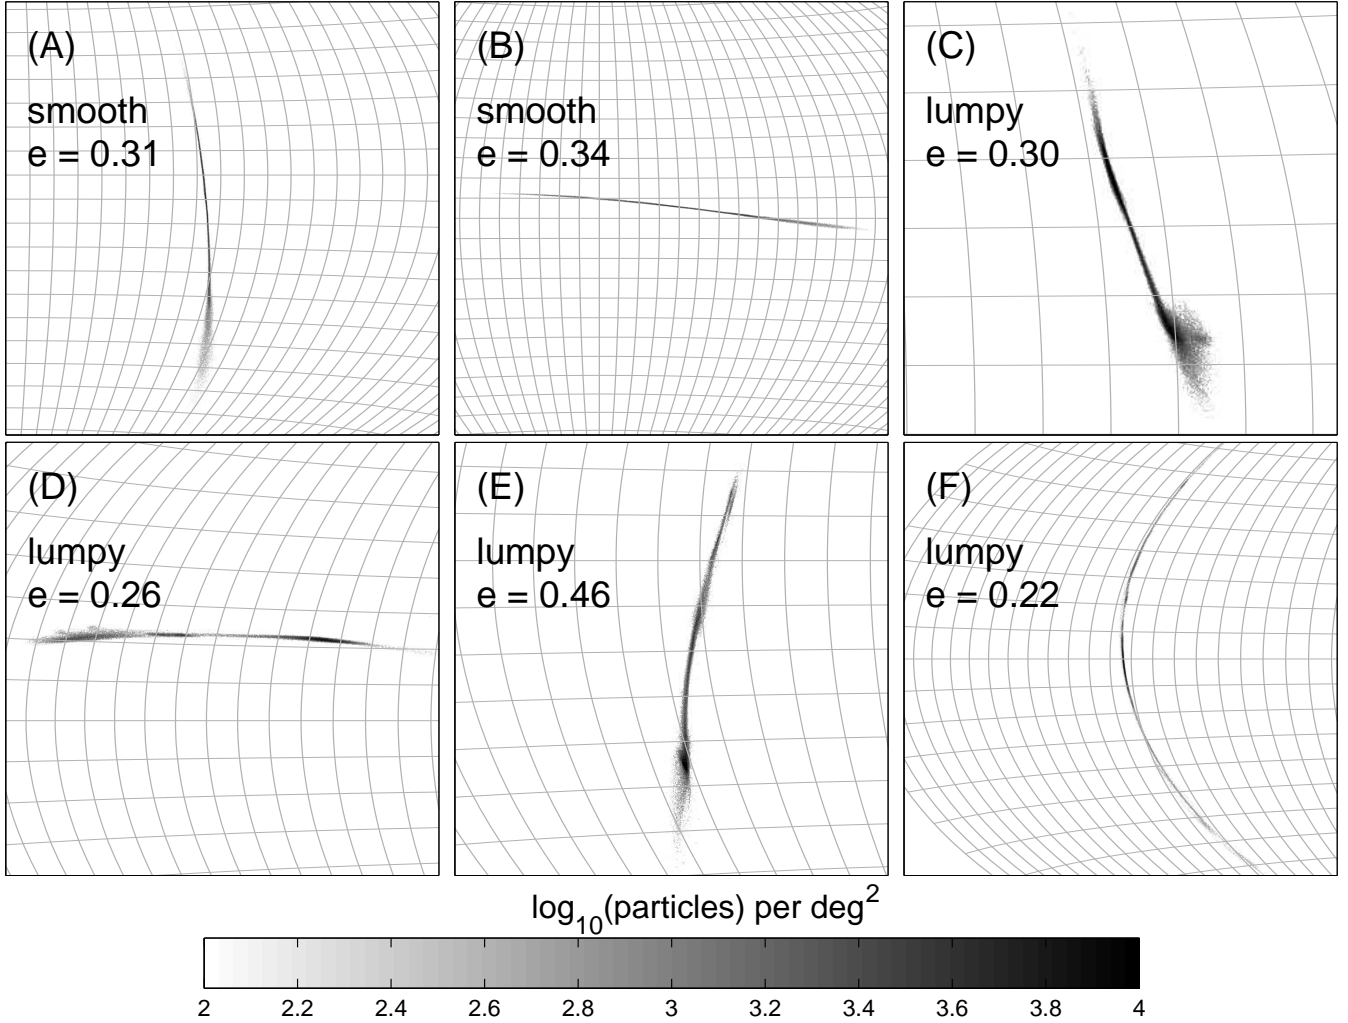 (A)
smooth
e = 0.31
(B)
smooth
e = 0.34
(C)
lumpy
e = 0.30
(D)
lumpy
e = 0.26
(E)
lumpy
e = 0.46
(F)
lumpy
e = 0.22
log₁₀(particles) per deg²
2 2.2 2.4 2.6 2.8 3 3.2 3.4 3.6 3.8 4